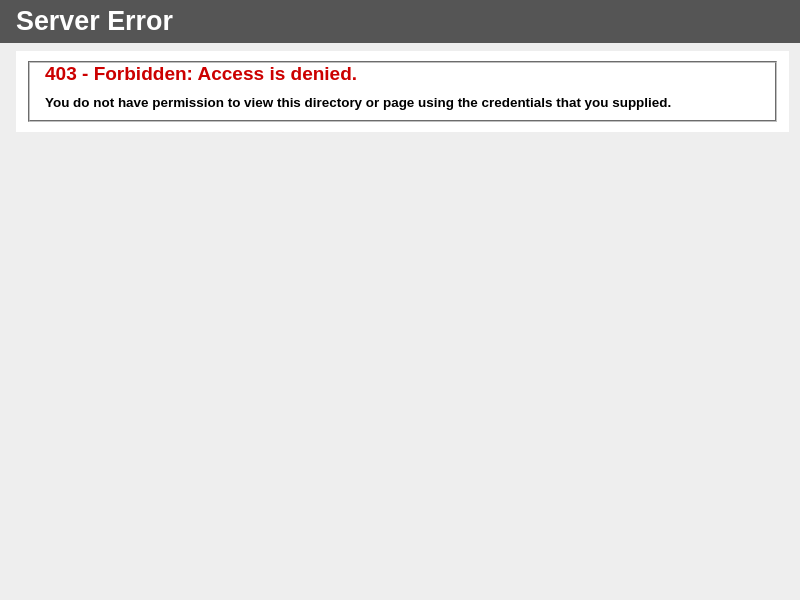 Server Error
403 - Forbidden: Access is denied.
You do not have permission to view this directory or page using the credentials that you supplied.